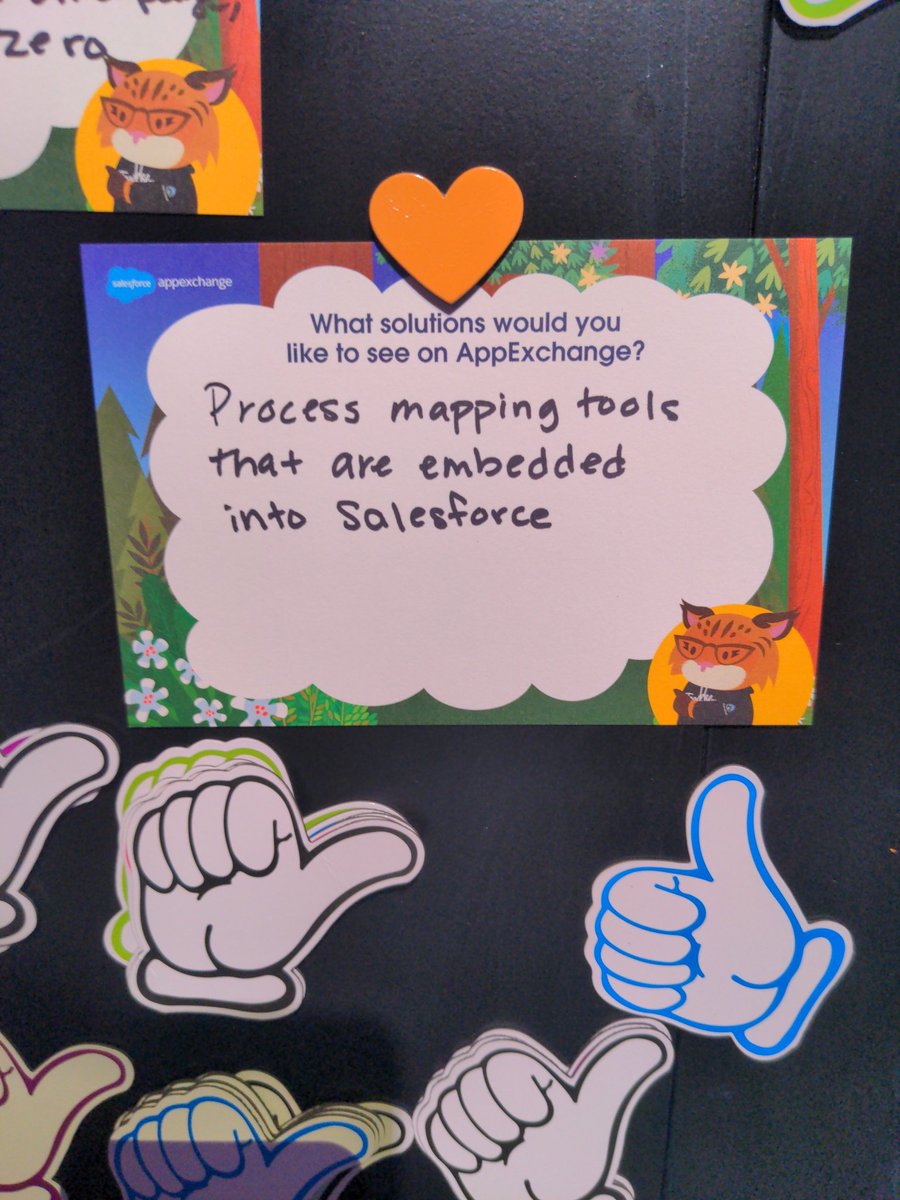 zero
salesforce appexchange
What solutions would you
like to see on AppExchange?
Process mapping tools
that are embedded
into Salesforce